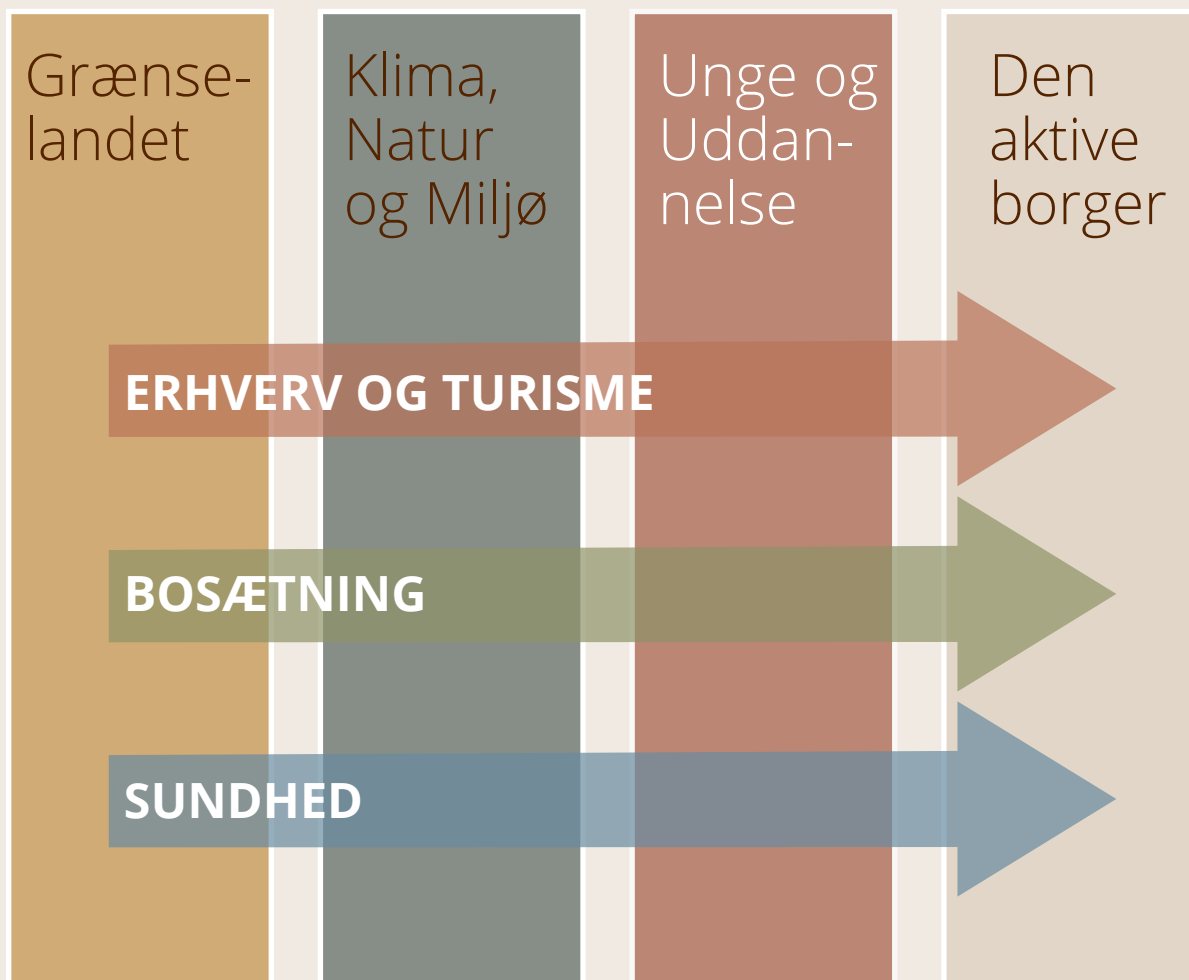 Grænse-
landet
Klima,
Natur
og Miljø
Unge og
Uddan-
nelse
Den
aktive
borger
ERHVERV OG TURISME
BOSÆTNING
SUNDHED